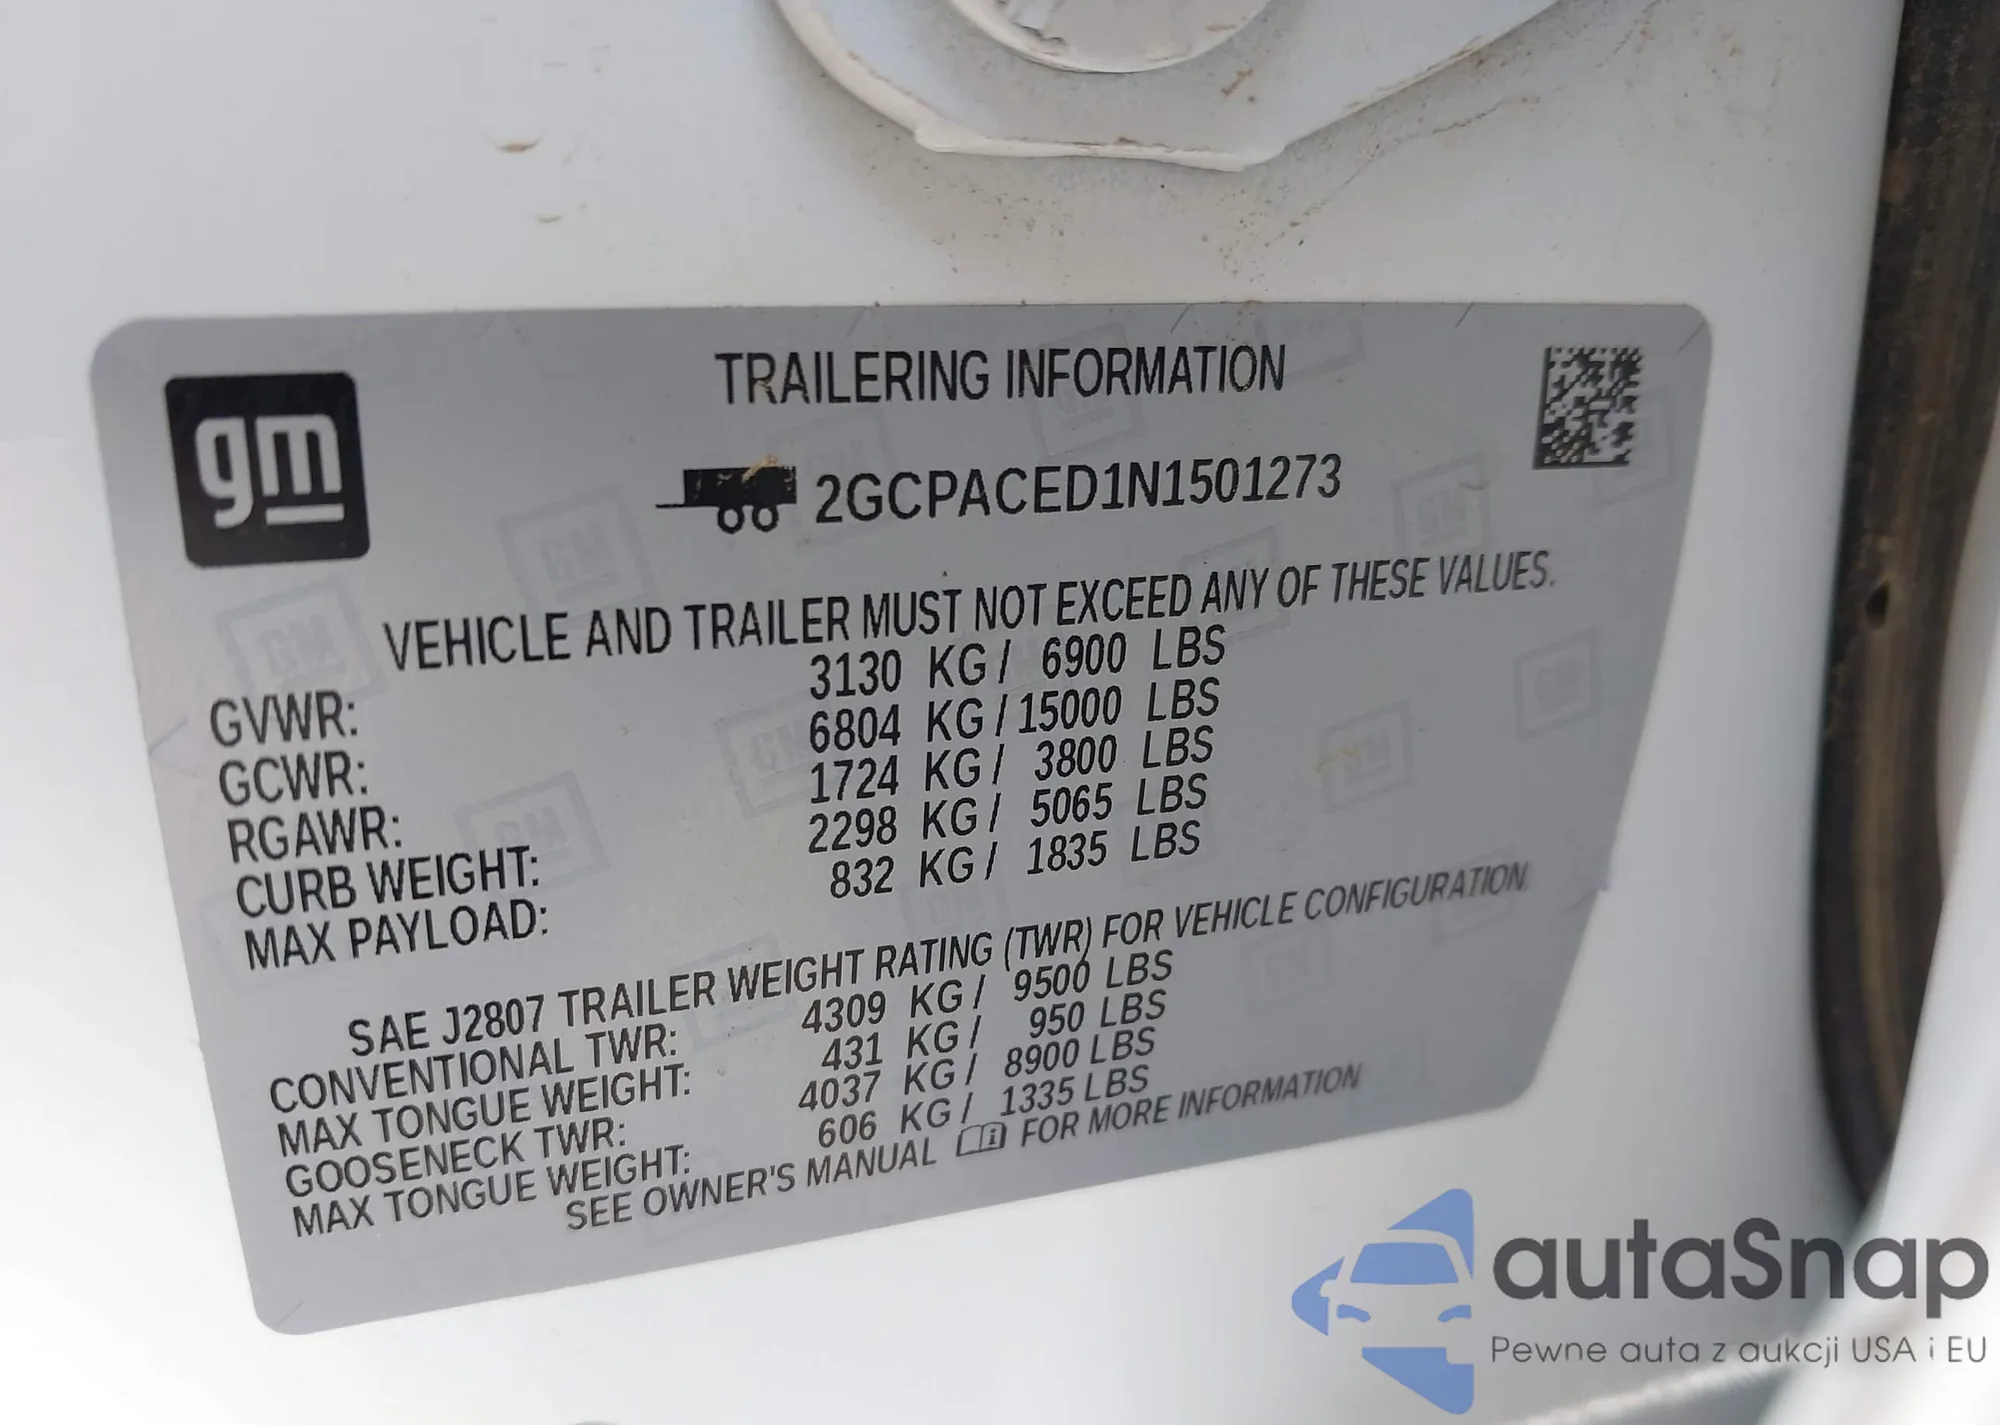 gm
TRAILERING INFORMATION
2GCPACED1N1501273
VEHICLE AND TRAILER MUST NOT EXCEED ANY OF THESE VALUES.
GVWR: 3130 KG / 6900 LBS
GCWR: 6804 KG / 15000 LBS
RGAWR: 1724 KG / 3800 LBS
CURB WEIGHT: 2298 KG / 5065 LBS
MAX PAYLOAD: 832 KG / 1835 LBS
SAE J2807 TRAILER WEIGHT RATING (TWR) FOR VEHICLE CONFIGURATION
CONVENTIONAL TWR: 4309 KG / 9500 LBS
MAX TONGUE WEIGHT: 431 KG / 950 LBS
GOOSENECK TWR: 4037 KG / 8900 LBS
MAX TONGUE WEIGHT: 606 KG / 1335 LBS
SEE OWNER'S MANUAL FOR MORE INFORMATION
autaSnap
Pewne auta z aukcji USA i EU